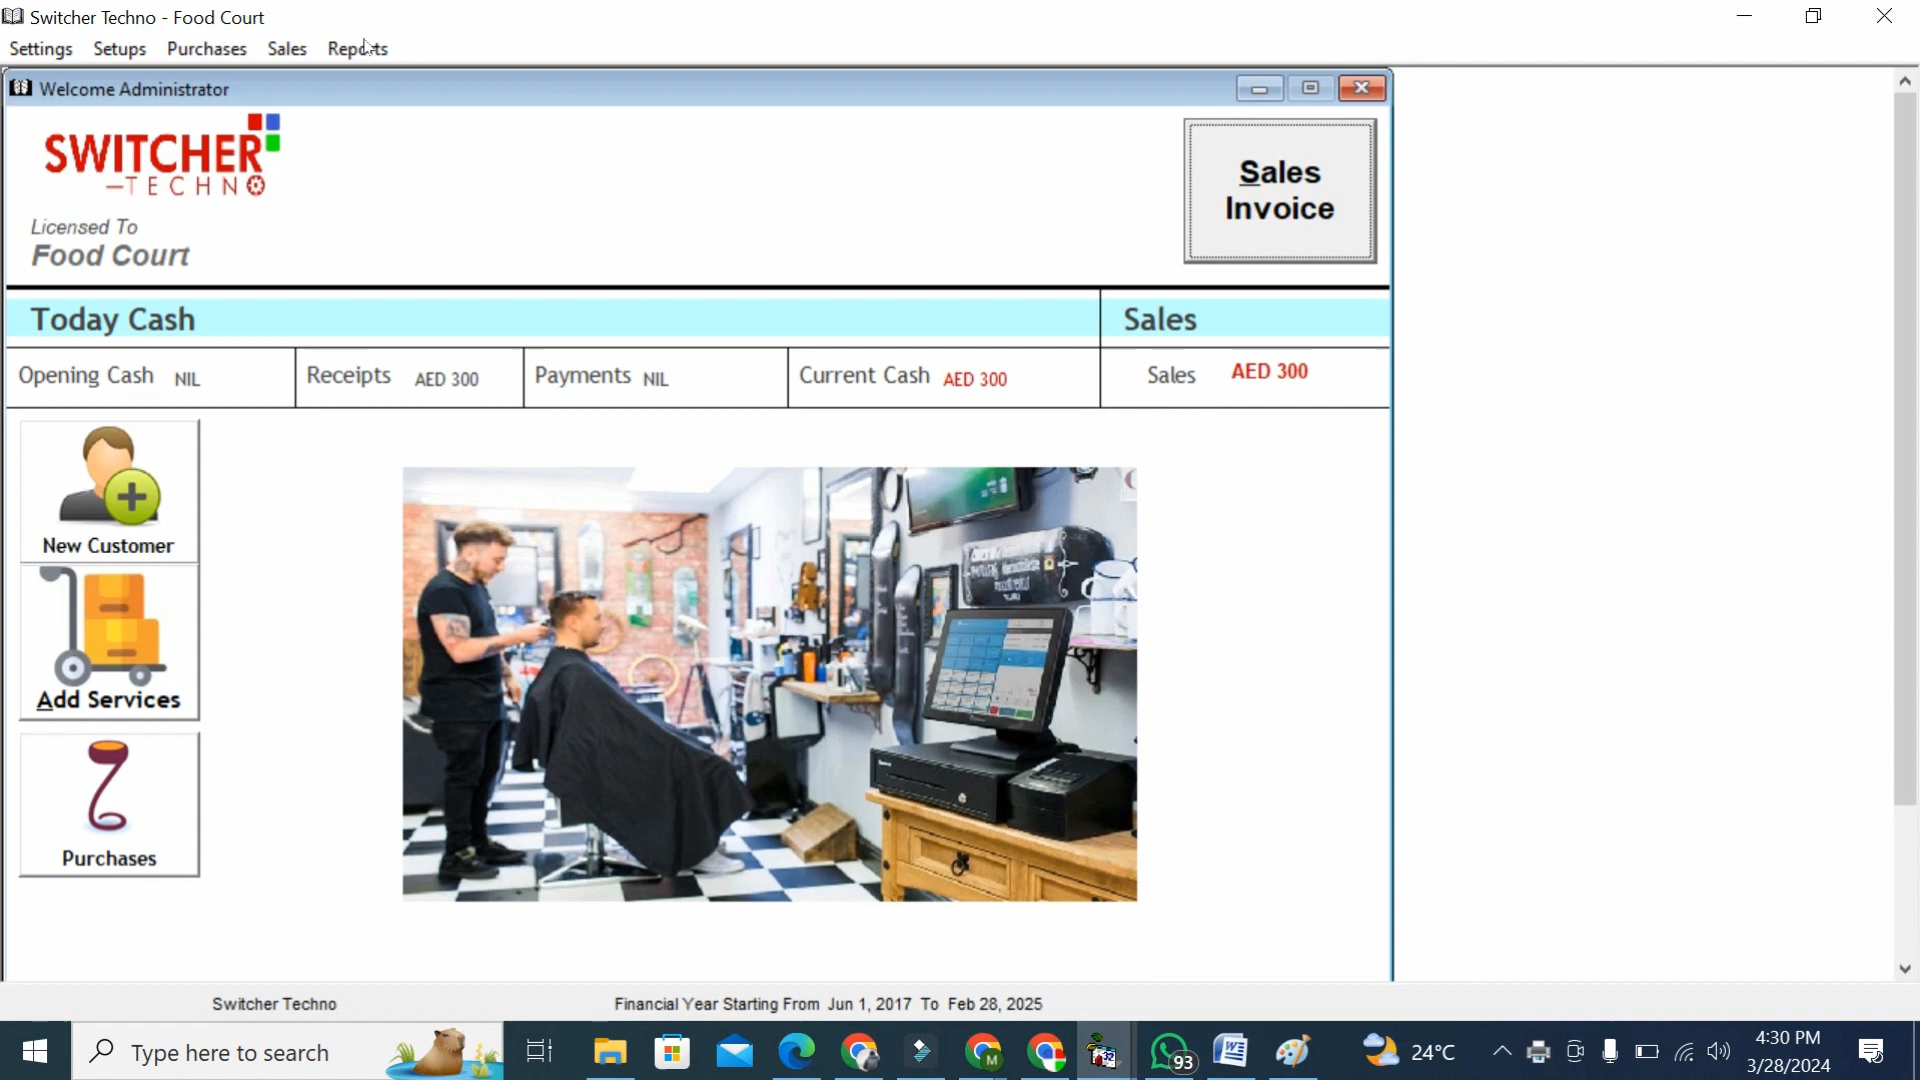 Switcher Techno - Food Court
Settings Setups Purchases Sales Reports
Welcome Administrator
SWITCHER
TECHNO
Licensed To
Food Court
Sales
Invoice
Today Cash Sales
Opening Cash NIL Receipts AED 300 Payments NIL Current Cash AED 300 Sales AED 300
New Customer
Add Services
Purchases
Switcher Techno Financial Year Starting From Jun 1, 2017 To Feb 28, 2025
Type here to search
M
32
93
W
24°C
4:30 PM
3/28/2024